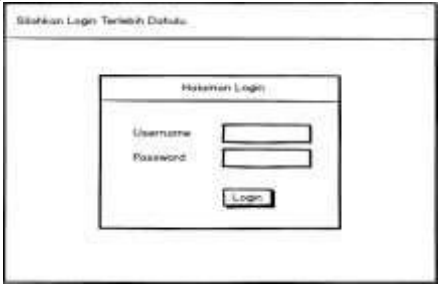 Silahkan Login Terlebih Dahulu
Halaman Login
Username
Password
Login